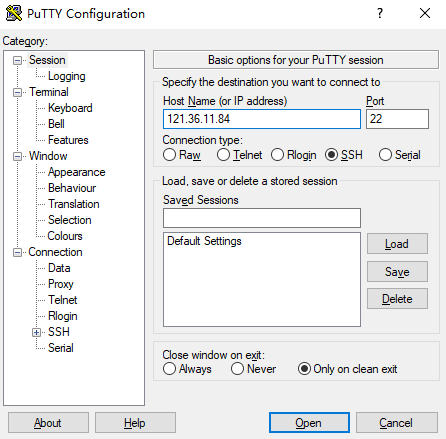 PuTTY Configuration
?
Category:
Session
Logging
Terminal
Keyboard
Bell
Features
Window
Appearance
Behaviour
Translation
Selection
Colours
Connection
Data
Proxy
Telnet
Rlogin
SSH
Serial
Basic options for your PuTTY session
Specify the destination you want to connect to
Host Name (or IP address) Port
121.36.11.84 22
Connection type:
Raw Telnet Rlogin SSH Serial
Load, save or delete a stored session
Saved Sessions
Default Settings
Load
Save
Delete
Close window on exit:
Always Never Only on clean exit
About Help Open Cancel